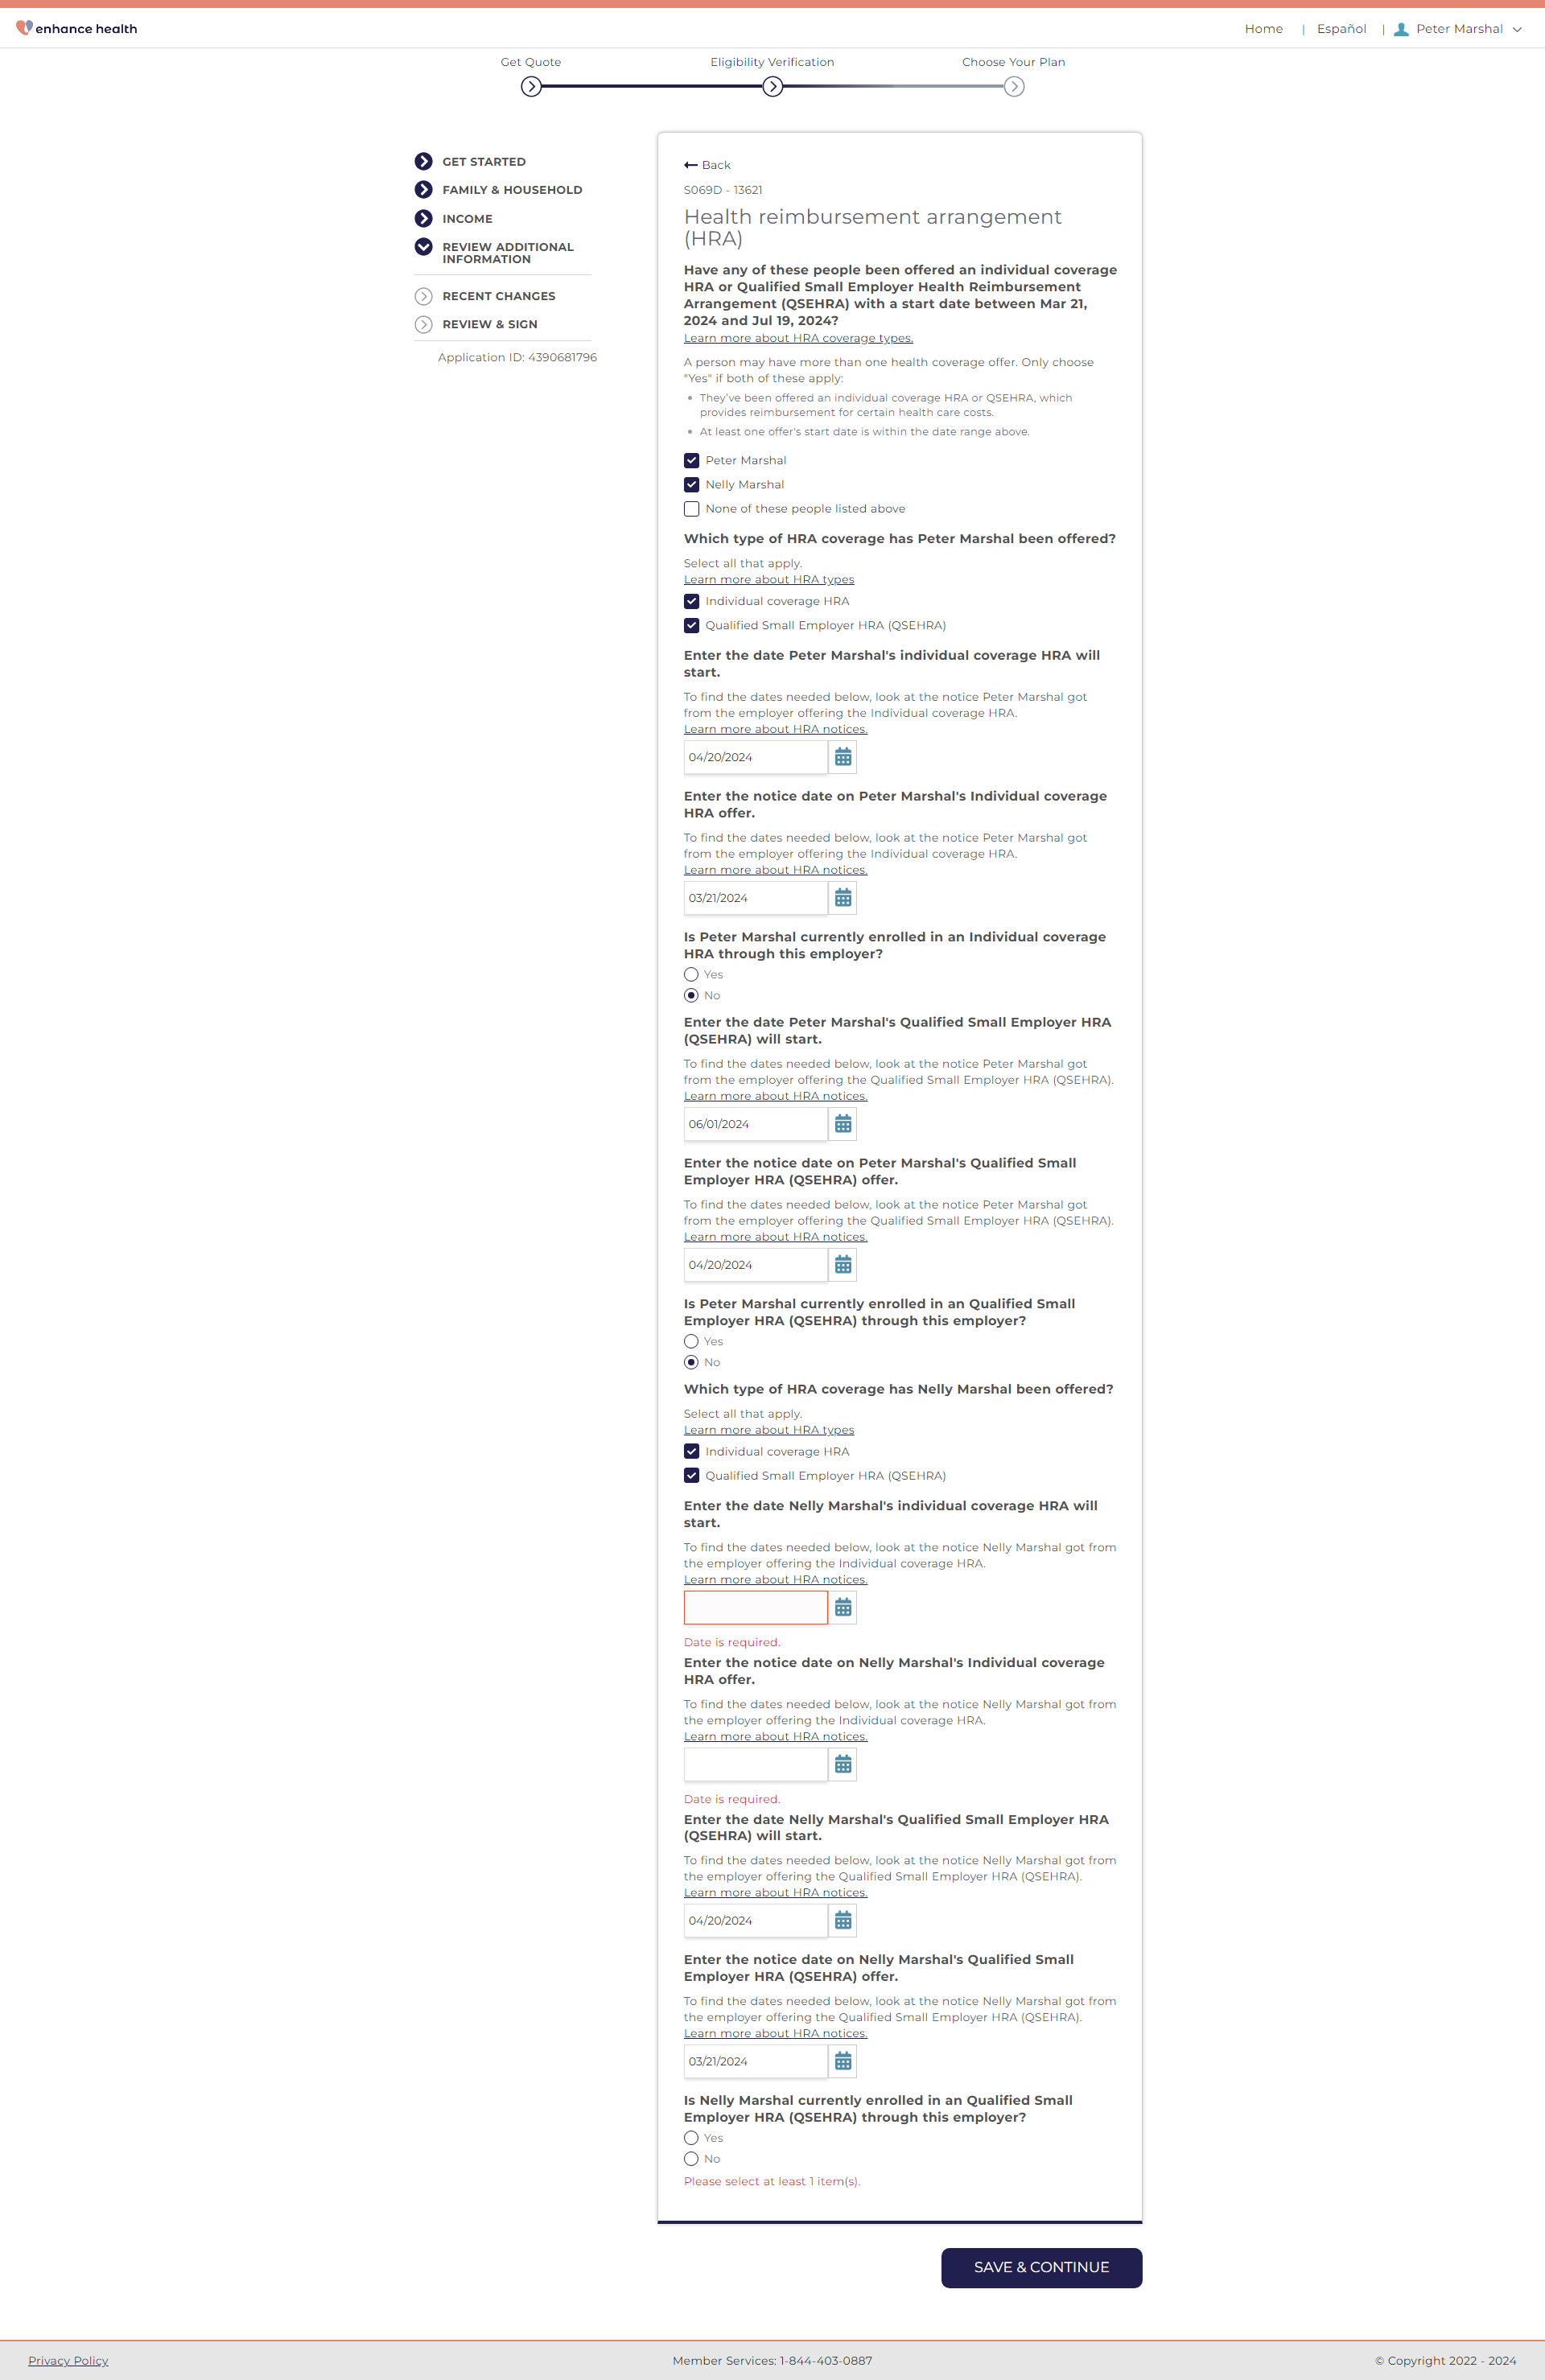 enhance health
Home | Español | Peter Marshal
Get Quote
Eligibility Verification
Choose Your Plan
GET STARTED
FAMILY & HOUSEHOLD
INCOME
REVIEW ADDITIONAL
INFORMATION
RECENT CHANGES
REVIEW & SIGN
Application ID: 4390681796
Back
S069D - 13621
Health reimbursement arrangement
(HRA)
Have any of these people been offered an individual coverage
HRA or Qualified Small Employer Health Reimbursement
Arrangement (QSEHRA) with a start date between Mar 21,
2024 and Jul 19, 2024?
Learn more about HRA coverage types.
A person may have more than one health coverage offer. Only choose
"Yes" if both of these apply:
• They've been offered an individual coverage HRA or QSEHRA, which
provides reimbursement for certain health care costs.
• At least one offer's start date is within the date range above.
Peter Marshal
Nelly Marshal
None of these people listed above
Which type of HRA coverage has Peter Marshal been offered?
Select all that apply.
Learn more about HRA types
Individual coverage HRA
Qualified Small Employer HRA (QSEHRA)
Enter the date Peter Marshal's individual coverage HRA will
start.
To find the dates needed below, look at the notice Peter Marshal got
from the employer offering the Individual coverage HRA.
Learn more about HRA notices.
04/20/2024
Enter the notice date on Peter Marshal's Individual coverage
HRA offer.
To find the dates needed below, look at the notice Peter Marshal got
from the employer offering the Individual coverage HRA.
Learn more about HRA notices.
03/21/2024
Is Peter Marshal currently enrolled in an Individual coverage
HRA through this employer?
Yes
No
Enter the date Peter Marshal's Qualified Small Employer HRA
(QSEHRA) will start.
To find the dates needed below, look at the notice Peter Marshal got
from the employer offering the Qualified Small Employer HRA (QSEHRA).
Learn more about HRA notices.
06/01/2024
Enter the notice date on Peter Marshal's Qualified Small
Employer HRA (QSEHRA) offer.
To find the dates needed below, look at the notice Peter Marshal got
from the employer offering the Qualified Small Employer HRA (QSEHRA).
Learn more about HRA notices.
04/20/2024
Is Peter Marshal currently enrolled in an Qualified Small
Employer HRA (QSEHRA) through this employer?
Yes
No
Which type of HRA coverage has Nelly Marshal been offered?
Select all that apply.
Learn more about HRA types
Individual coverage HRA
Qualified Small Employer HRA (QSEHRA)
Enter the date Nelly Marshal's individual coverage HRA will
start.
To find the dates needed below, look at the notice Nelly Marshal got from
the employer offering the Individual coverage HRA.
Learn more about HRA notices.
Date is required.
Enter the notice date on Nelly Marshal's Individual coverage
HRA offer.
To find the dates needed below, look at the notice Nelly Marshal got from
the employer offering the Individual coverage HRA.
Learn more about HRA notices.
Date is required.
Enter the date Nelly Marshal's Qualified Small Employer HRA
(QSEHRA) will start.
To find the dates needed below, look at the notice Nelly Marshal got from
the employer offering the Qualified Small Employer HRA (QSEHRA).
Learn more about HRA notices.
04/20/2024
Enter the notice date on Nelly Marshal's Qualified Small
Employer HRA (QSEHRA) offer.
To find the dates needed below, look at the notice Nelly Marshal got from
the employer offering the Qualified Small Employer HRA (QSEHRA).
Learn more about HRA notices.
03/21/2024
Is Nelly Marshal currently enrolled in an Qualified Small
Employer HRA (QSEHRA) through this employer?
Yes
No
Please select at least 1 item(s).
SAVE & CONTINUE
Privacy Policy
Member Services: 1-844-403-0887
© Copyright 2022 - 2024